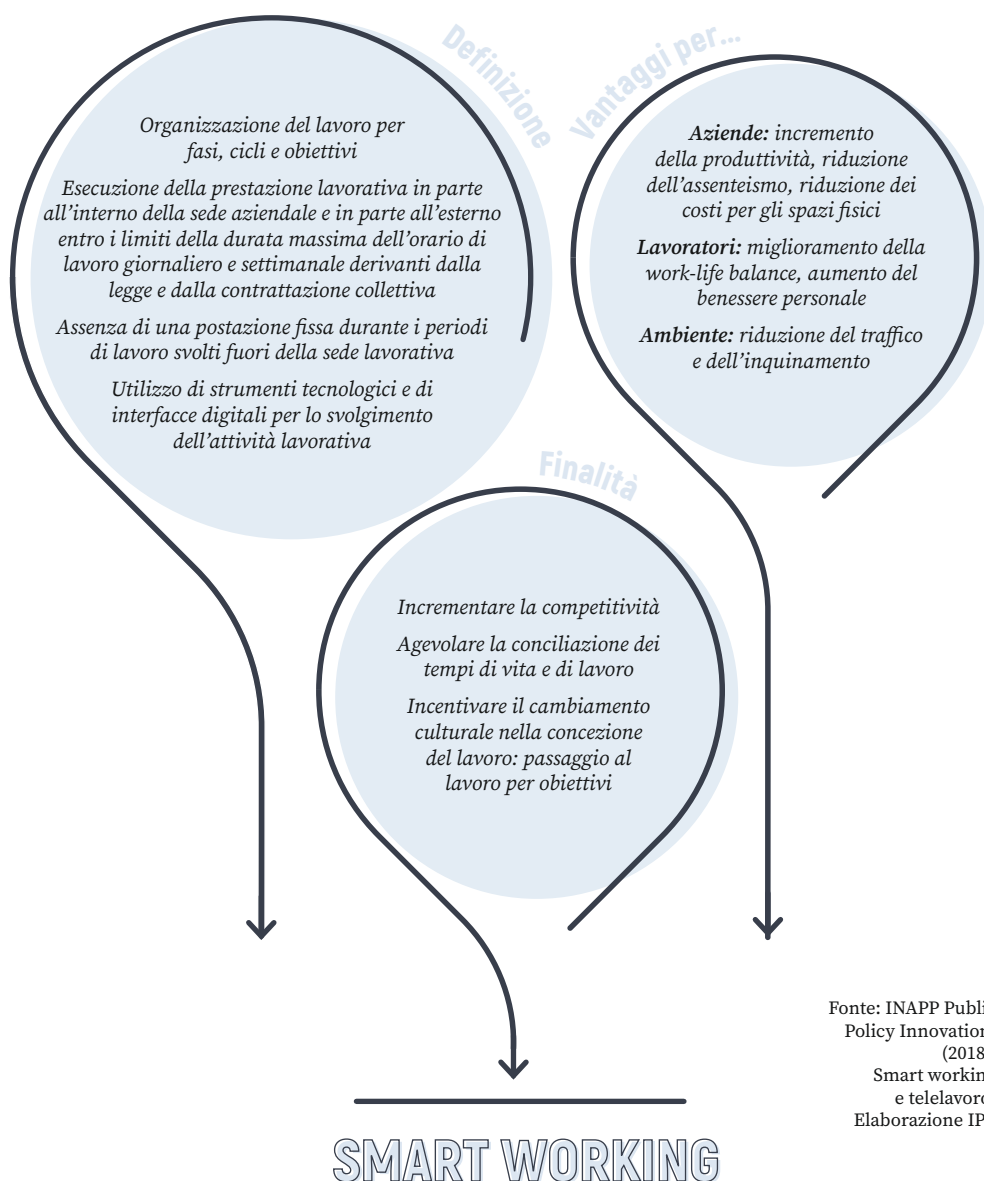 Definizione
Organizzazione del lavoro per
fasi, cicli e obiettivi
Esecuzione della prestazione lavorativa in parte
all’interno della sede aziendale e in parte all’esterno
entro i limiti della durata massima dell’orario di
lavoro giornaliero e settimanale derivanti dalla
legge e dalla contrattazione collettiva
Assenza di una postazione fissa durante i periodi
di lavoro svolti fuori della sede lavorativa
Utilizzo di strumenti tecnologici e di
interfacce digitali per lo svolgimento
dell’attività lavorativa
Vantaggi per...
Aziende: incremento
della produttività, riduzione
dell’assenteismo, riduzione dei
costi per gli spazi fisici
Lavoratori: miglioramento della
work-life balance, aumento del
benessere personale
Ambiente: riduzione del traffico
e dell’inquinamento
Finalità
Incrementare la competitività
Agevolare la conciliazione dei
tempi di vita e di lavoro
Incentivare il cambiamento
culturale nella concezione
del lavoro: passaggio al
lavoro per obiettivi
Fonte: INAPP Publi
Policy Innovation
(2018
Smart workin
e telelavoro
Elaborazione IP
SMART WORKING